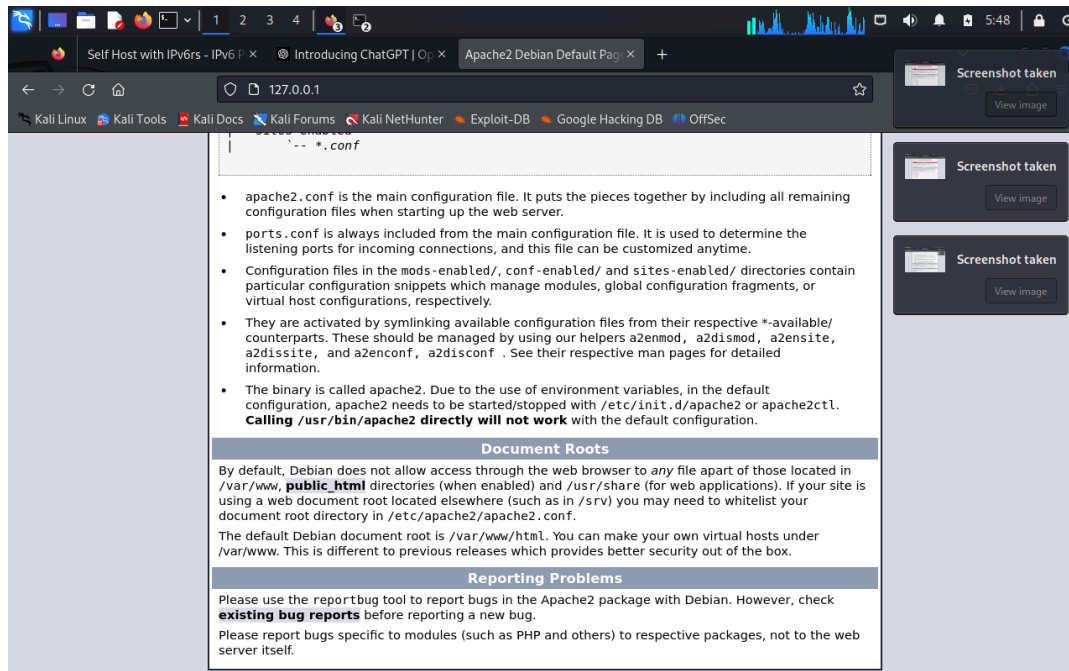 1 2 3 4 3 2 5:48
Self Host with IPv6rs - IPv6 P × Introducing ChatGPT | Op × Apache2 Debian Default Page × +
127.0.0.1
Kali Linux Kali Tools Kali Docs Kali Forums Kali NetHunter Exploit-DB Google Hacking DB OffSec
Screenshot taken
View image
Screenshot taken
View image
Screenshot taken
View image
| `-- *.conf
• apache2.conf is the main configuration file. It puts the pieces together by including all remaining
configuration files when starting up the web server.
• ports.conf is always included from the main configuration file. It is used to determine the
listening ports for incoming connections, and this file can be customized anytime.
• Configuration files in the mods-enabled/, conf-enabled/ and sites-enabled/ directories contain
particular configuration snippets which manage modules, global configuration fragments, or
virtual host configurations, respectively.
• They are activated by symlinking available configuration files from their respective *-available/
counterparts. These should be managed by using our helpers a2enmod, a2dismod, a2ensite,
a2dissite, and a2enconf, a2disconf . See their respective man pages for detailed
information.
• The binary is called apache2. Due to the use of environment variables, in the default
configuration, apache2 needs to be started/stopped with /etc/init.d/apache2 or apache2ctl.
Calling /usr/bin/apache2 directly will not work with the default configuration.
Document Roots
By default, Debian does not allow access through the web browser to any file apart of those located in
/var/www, public_html directories (when enabled) and /usr/share (for web applications). If your site is
using a web document root located elsewhere (such as in /srv) you may need to whitelist your
document root directory in /etc/apache2/apache2.conf.
The default Debian document root is /var/www/html. You can make your own virtual hosts under
/var/www. This is different to previous releases which provides better security out of the box.
Reporting Problems
Please use the reportbug tool to report bugs in the Apache2 package with Debian. However, check
existing bug reports before reporting a new bug.
Please report bugs specific to modules (such as PHP and others) to respective packages, not to the web
server itself.